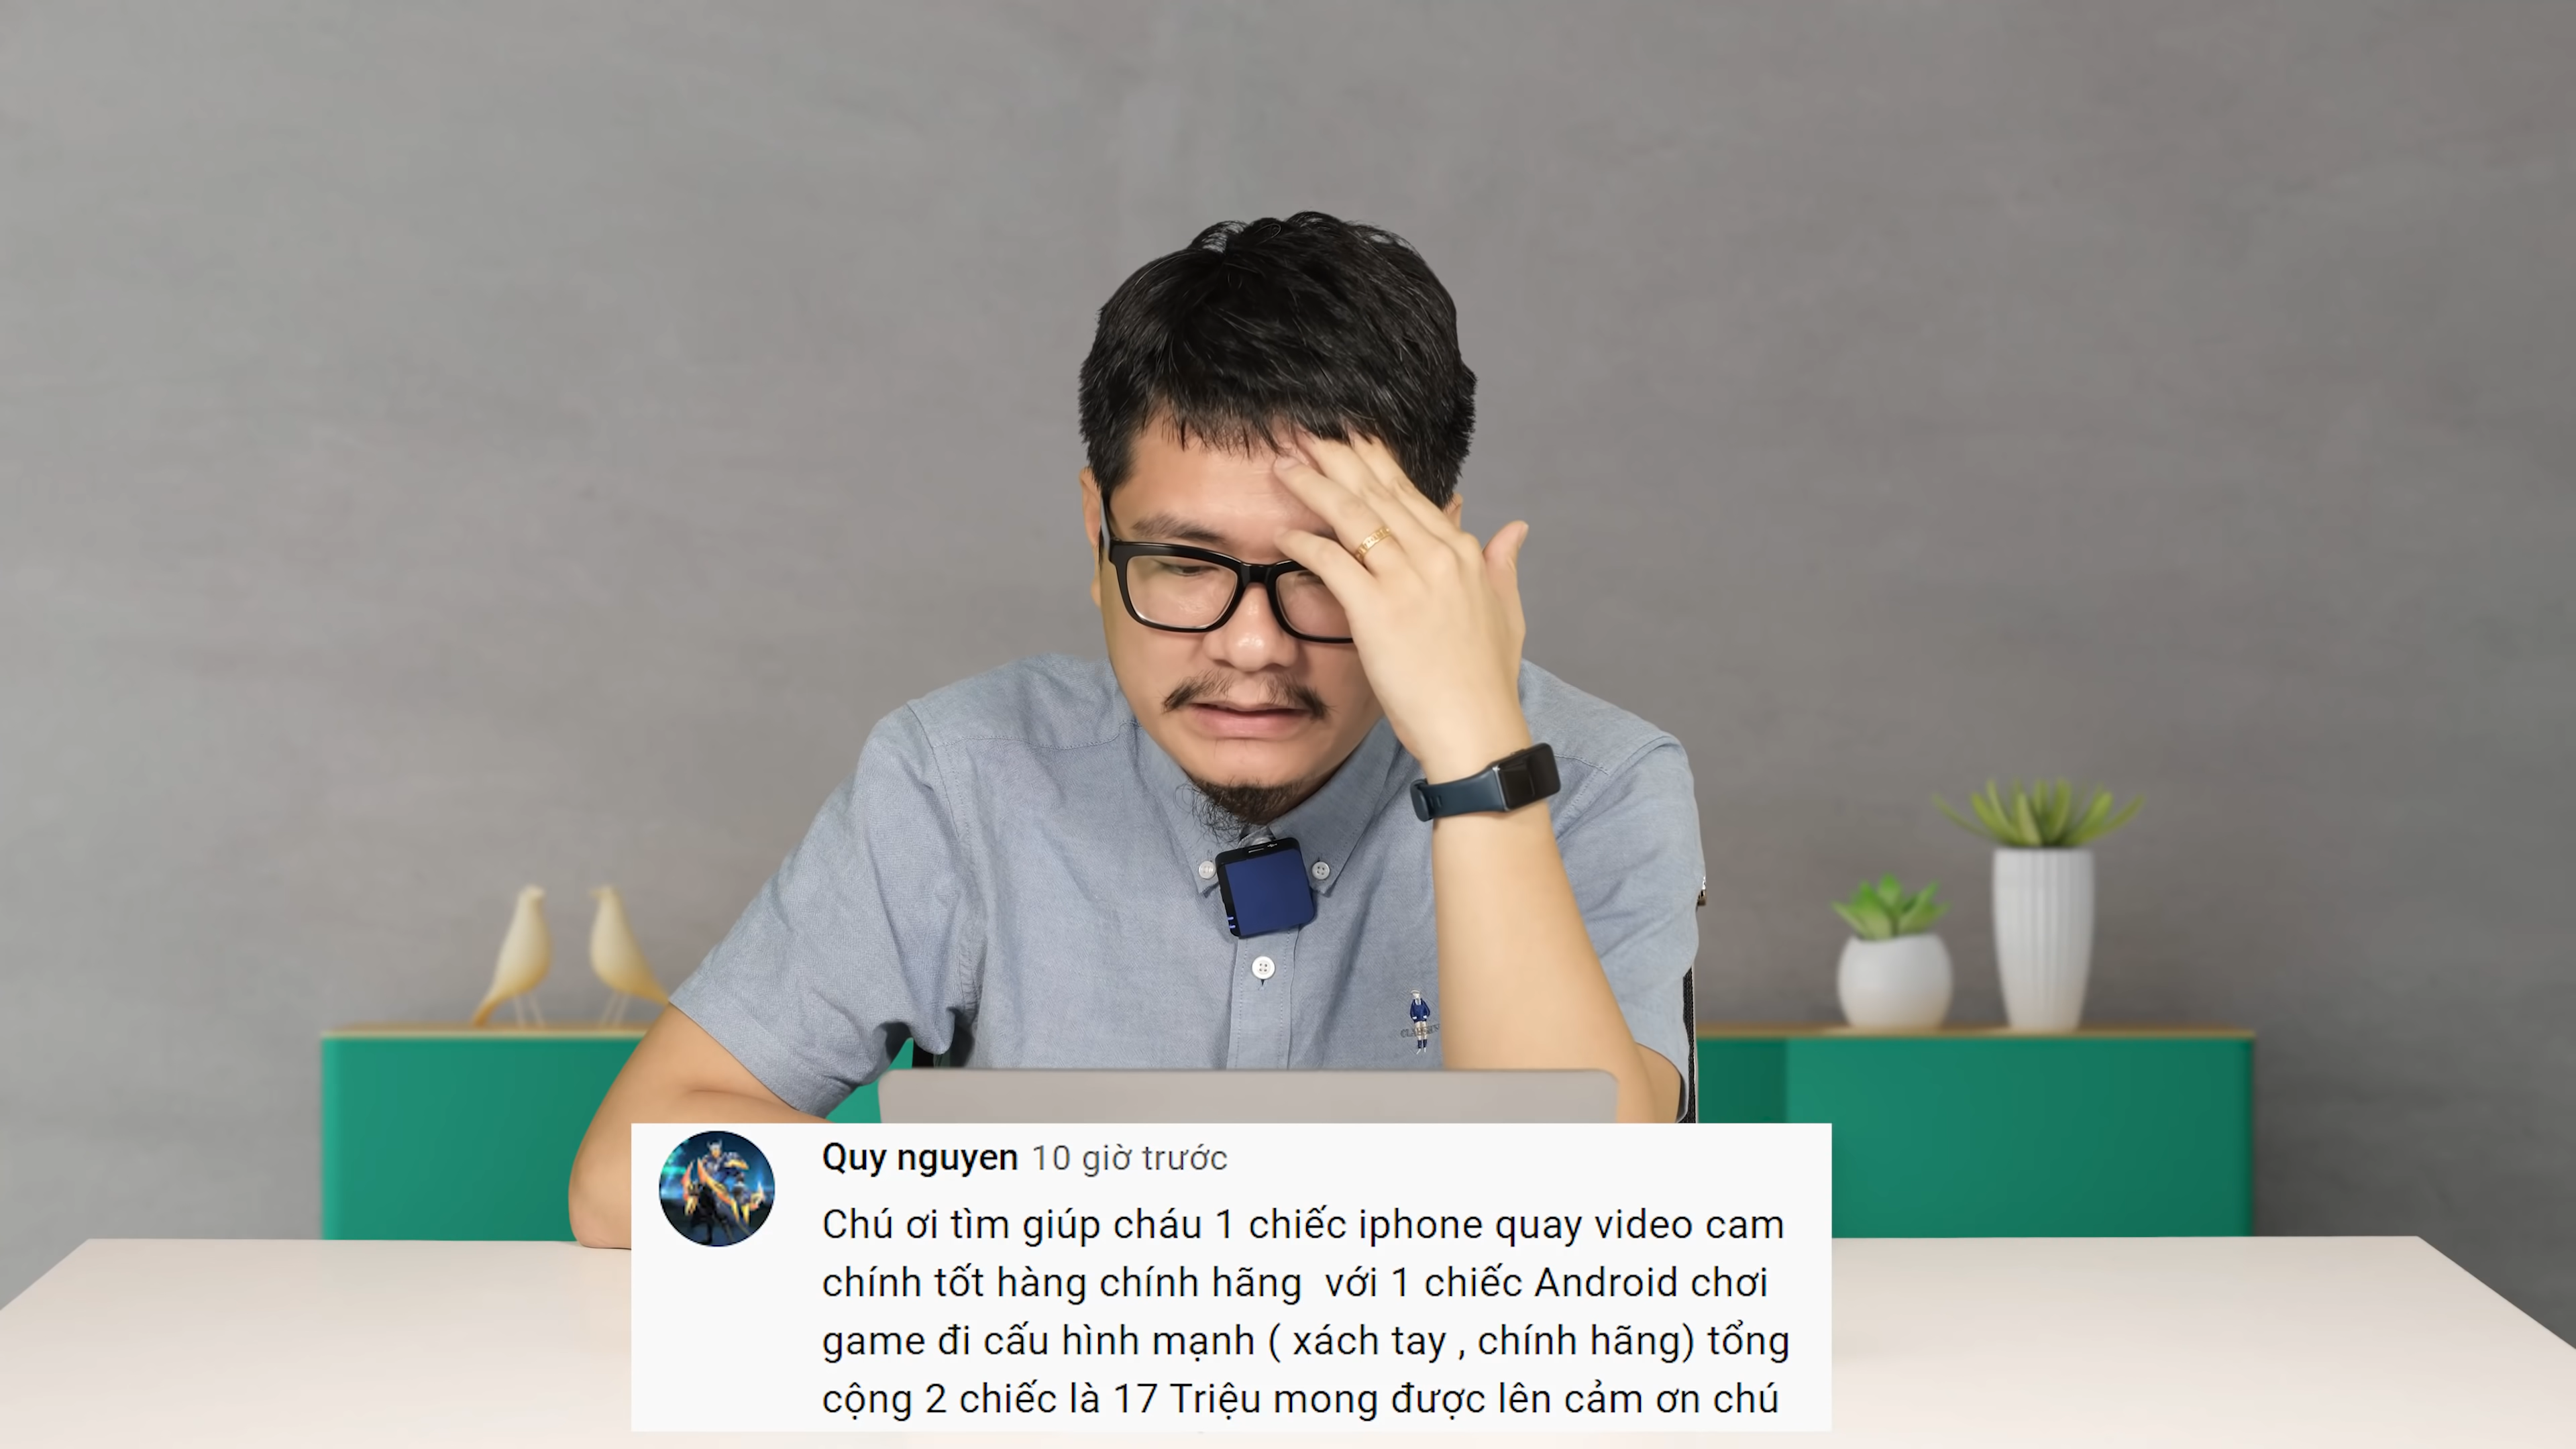 Quy nguyen 10 giờ trước
Chú ơi tìm giúp cháu 1 chiếc iphone quay video cam
chính tốt hàng chính hãng với 1 chiếc Android chơi
game đi cấu hình mạnh ( xách tay , chính hãng) tổng
cộng 2 chiếc là 17 Triệu mong được lên cảm ơn chú